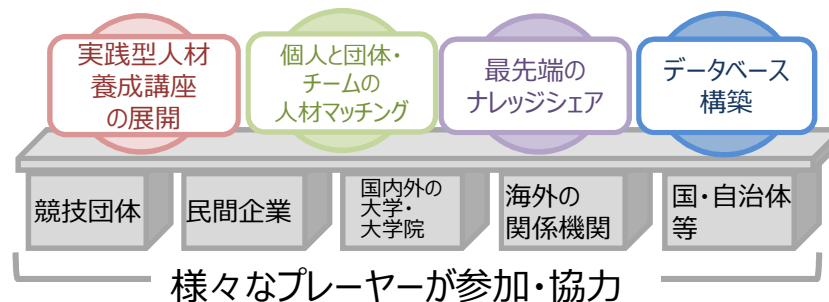 実践型人材
養成講座
の展開
個人と団体・
チームの
人材マッチング
最先端の
ナレッジシェア
データベース
構築
競技団体
民間企業
国内外の
大学・
大学院
海外の
関係機関
国・自治体
等
様々なプレーヤーが参加・協力